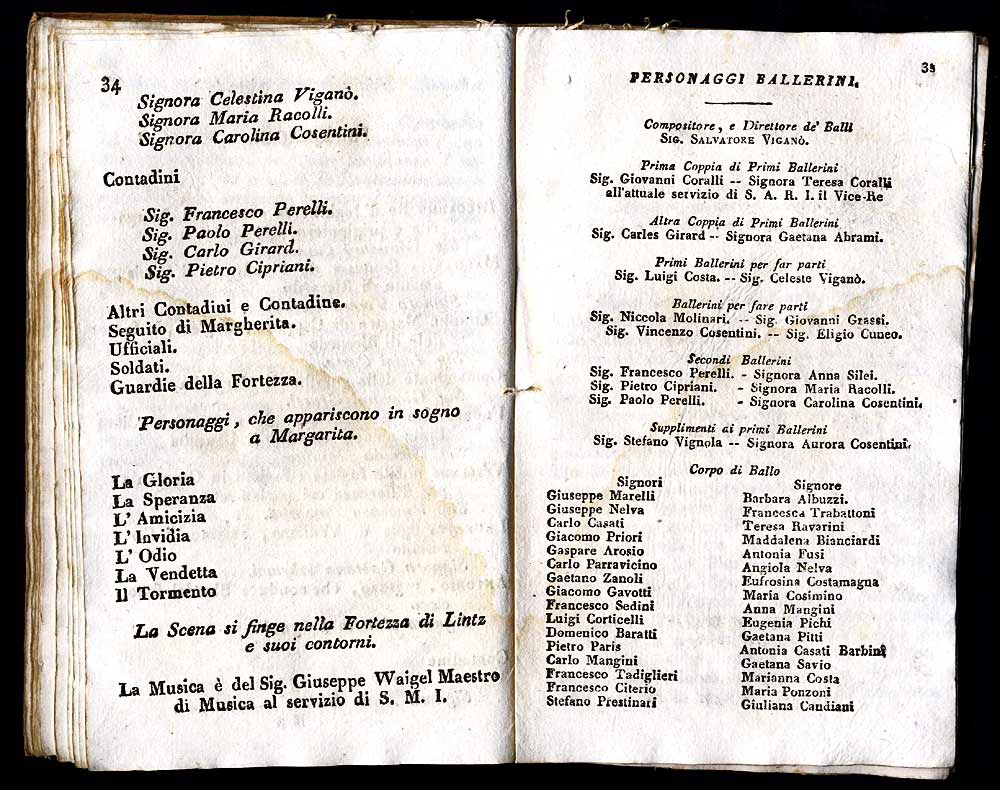 34
Signora Celestina Viganò.
Signora Maria Racolli.
Signora Carolina Cosentini.
Contadini
Sig. Francesco Perelli.
Sig. Paolo Perelli.
Sig. Carlo Girard.
Sig. Pietro Cipriani.
Altri Contadini e Contadine.
Seguito di Margherita.
Ufficiali.
Soldati.
Guardie della Fortezza.
Personaggi, che appariscono in sogno
a Margarita.
La Gloria
La Speranza
L' Amicizia
L' Invidia
L' Odio
La Vendetta
Il Tormento
La Scena si finge nella Fortezza di Lintz
e suoi contorni.
La Musica è del Sig. Giuseppe Waigel Maestro
di Musica al servizio di S. M. I.
35
PERSONAGGI BALLERINI.
Compositore, e Direttore de' Balli
SIG. SALVATORE VIGANÒ.
Prima Coppia di Primi Ballerini
Sig. Giovanni Coralli -- Signora Teresa Coralli
all'attuale servizio di S. A. R. I. il Vice-Re
Altra Coppia di Primi Ballerini
Sig. Carles Girard -- Signora Gaetana Abrami.
Primi Ballerini per far parti
Sig. Luigi Costa. -- Sig. Celeste Viganò.
Ballerini per fare parti
Sig. Niccola Molinari. -- Sig. Giovanni Grassi.
Sig. Vincenzo Cosentini. -- Sig. Eligio Cuneo.
Secondi Ballerini
Sig. Francesco Perelli. - Signora Anna Silei.
Sig. Pietro Cipriani. - Signora Maria Racolli.
Sig. Paolo Perelli. - Signora Carolina Cosentini.
Supplimenti ai primi Ballerini
Sig. Stefano Vignola -- Signora Aurora Cosentini.
Corpo di Ballo
Signori
Giuseppe Marelli
Giuseppe Nelva
Carlo Casati
Giacomo Priori
Gaspare Arosio
Carlo Parravicino
Gaetano Zanoli
Giacomo Gavotti
Francesco Sedini
Luigi Corticelli
Domenico Baratti
Pietro Paris
Carlo Mangini
Francesco Tadiglieri
Francesco Citerio
Stefano Prestinari
Signore
Barbara Albuzzi.
Francesca Trabattoni
Teresa Ravarini
Maddalena Bianciardi
Antonia Fusi
Angiola Nelva
Eufrosina Costamagna
Maria Cosimino
Anna Mangini
Eugenia Pichi
Gaetana Pitti
Antonia Casati Barbini
Gaetana Savio
Marianna Costa
Maria Ponzoni
Giuliana Candiani